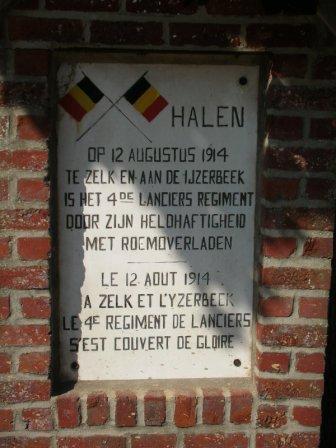 HALEN
OP 12 AUGUSTUS 1914
TE ZELK EN AAN DE IJZERBEEK
IS HET 4DE LANCIERS REGIMENT
DOOR ZIJN HELDHAFTIGHEID
MET ROEMOVERLADEN
LE 12 AOUT 1914
A ZELK ET L'YZERBECK
LE 4E REGIMENT DE LANCIERS
S'EST COUVERT DE GLOIRE